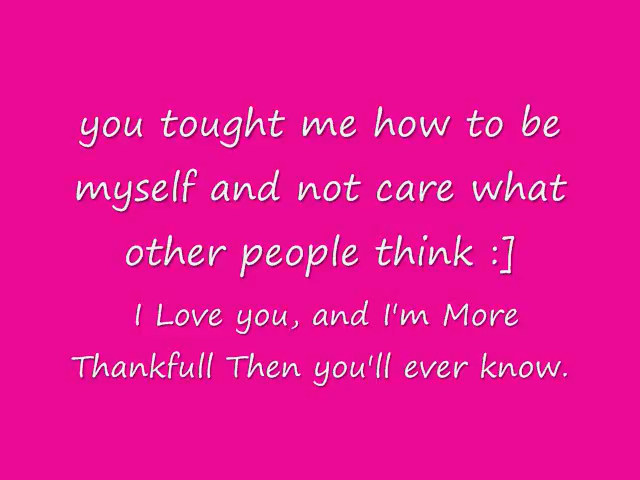 you tought me how to be
myself and not care what
other people think :]
I Love you, and I'm More
Thankfull Then you'll ever know.